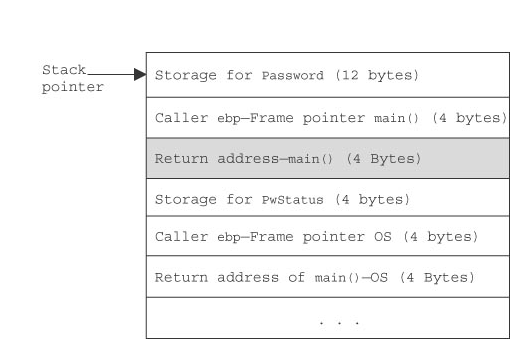 Stack
pointer
Storage for Password (12 bytes)
Caller ebp—Frame pointer main() (4 bytes)
Return address—main() (4 Bytes)
Storage for PwStatus (4 bytes)
Caller ebp—Frame pointer OS (4 bytes)
Return address of main()—OS (4 Bytes)
. . .